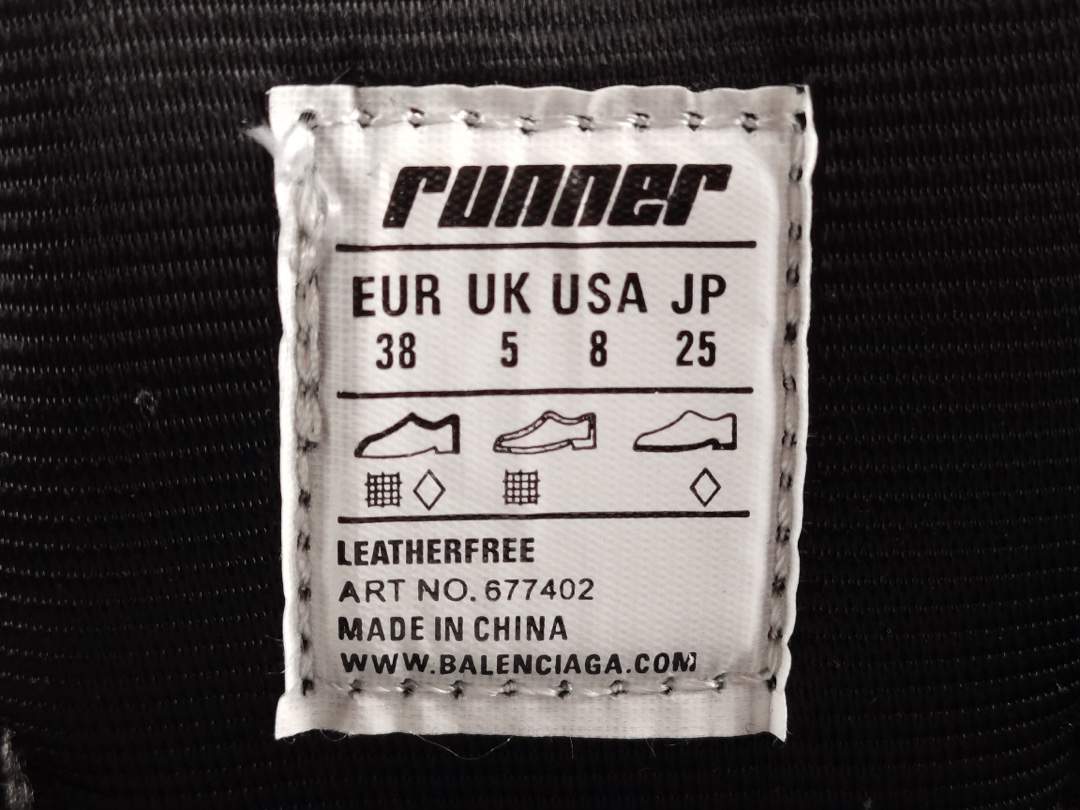 runner
EUR UK USA JP
38 5 8 25
LEATHERFREE
ART NO. 677402
MADE IN CHINA
WWW.BALENCIAGA.COM